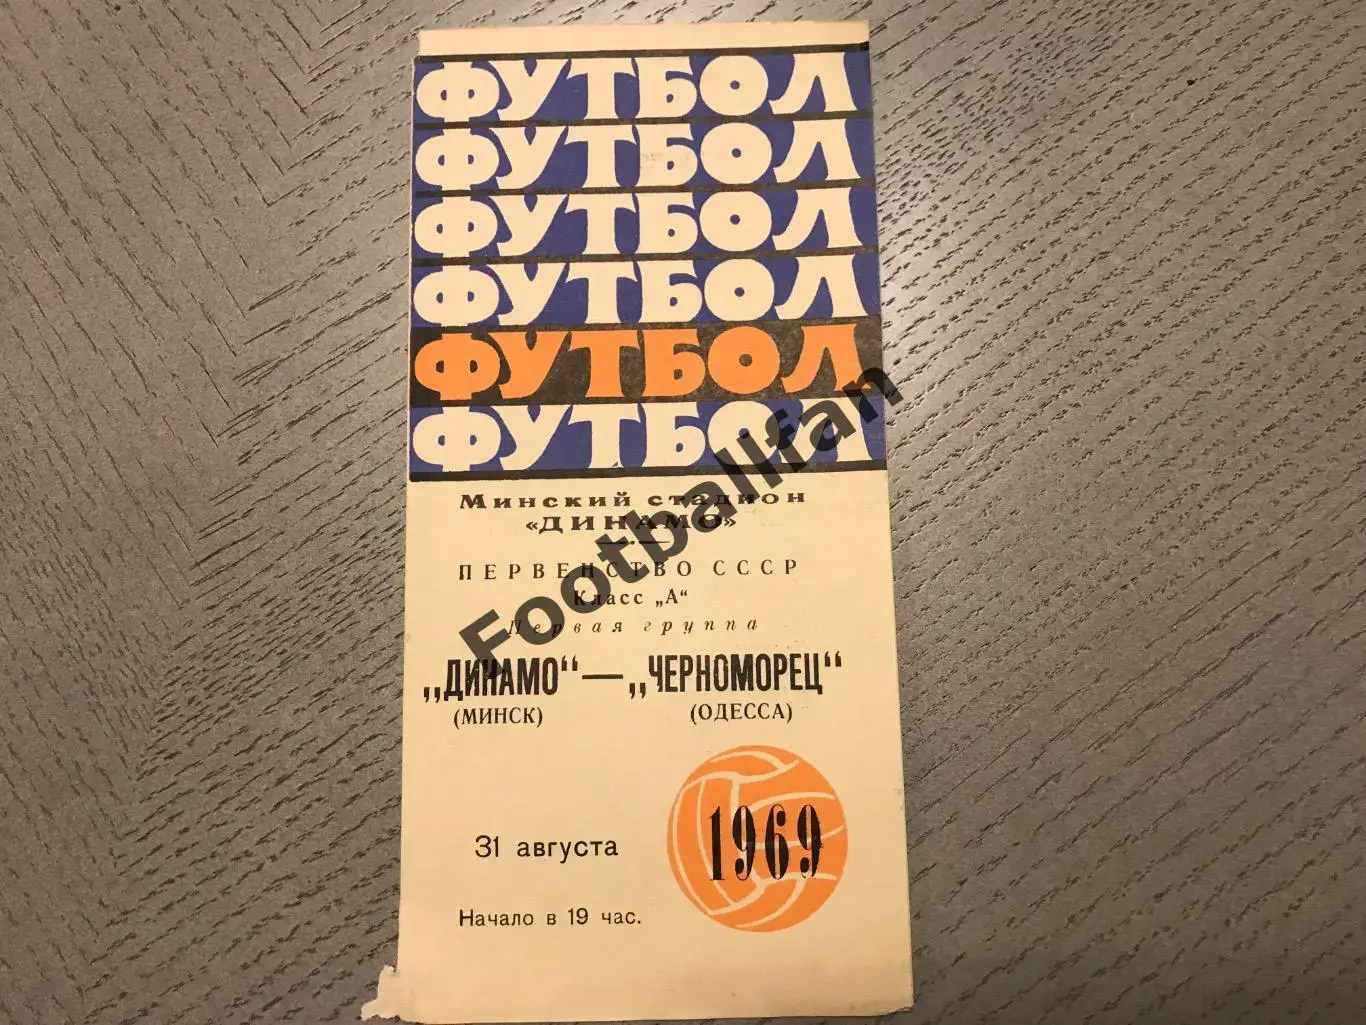 ФУТБОЛ
ФУТБОЛ
ФУТБОЛ
ФУТБОЛ
ФУТБОЛ
ФУТБОЛ
Минский стадион
«ДИНАМО»
ПЕРВЕНСТВО СССР
Класс „А“
Первая группа
„ДИНАМО“ — „ЧЕРНОМОРЕЦ“
(МИНСК) (ОДЕССА)
1969
31 августа
Начало в 19 час.
Footballfan